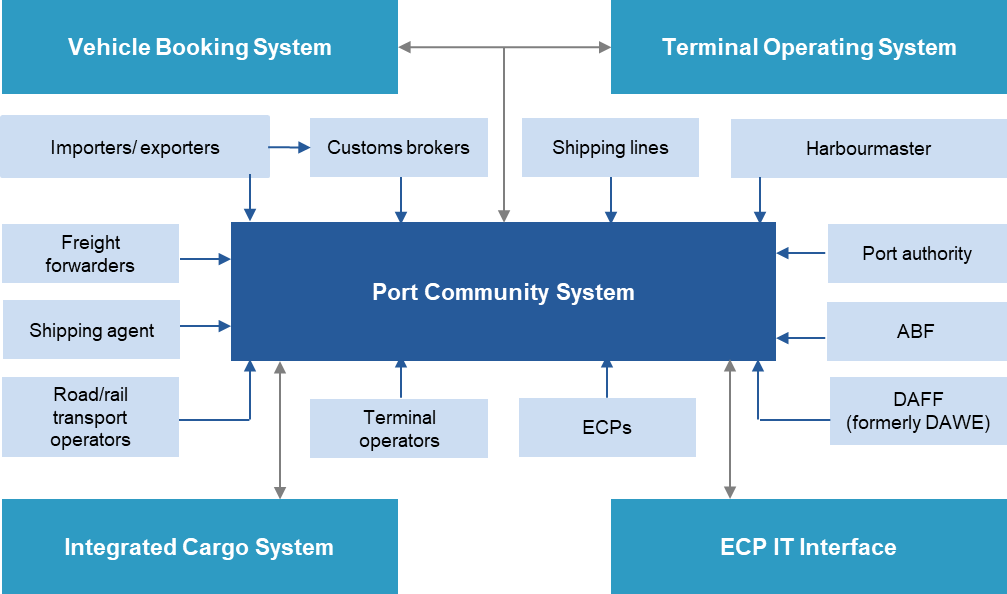 Vehicle Booking System
Terminal Operating System
Importers/ exporters
Customs brokers
Shipping lines
Harbourmaster
Freight
forwarders
Port authority
Port Community System
Shipping agent
ABF
Road/rail
transport
operators
Terminal
operators
ECPs
DAFF
(formerly DAWE)
Integrated Cargo System
ECP IT Interface